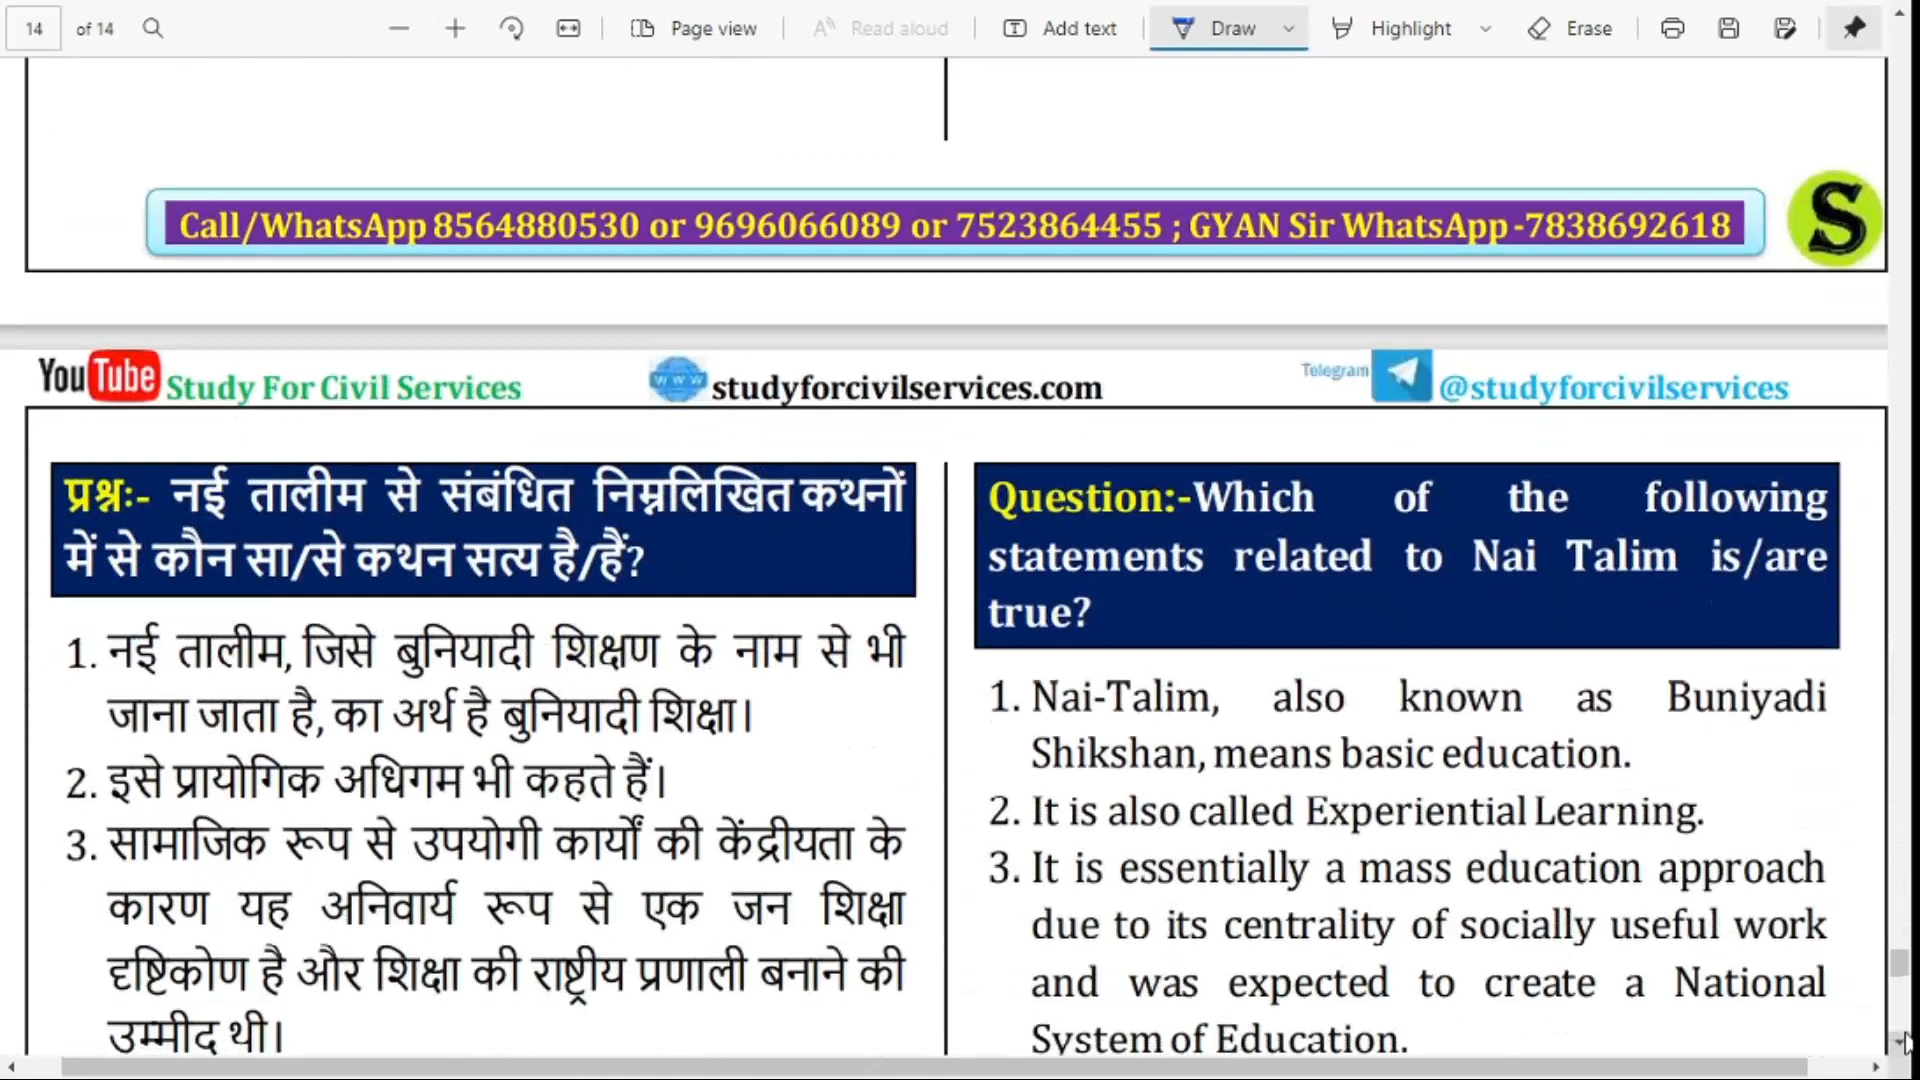 14 of 14 Page view Read aloud Add text Draw Highlight Erase
Call/WhatsApp 8564880530 or 9696066089 or 7523864455 ; GYAN Sir WhatsApp -7838692618
S
YouTube Study For Civil Services
www studyforcivilservices.com
Telegram @studyforcivilservices
प्रश्नः- नई तालीम से संबंधित निम्नलिखित कथनों
में से कौन सा/से कथन सत्य है/हैं?
1. नई तालीम, जिसे बुनियादी शिक्षण के नाम से भी
जाना जाता है, का अर्थ है बुनियादी शिक्षा।
2. इसे प्रायोगिक अधिगम भी कहते हैं।
3. सामाजिक रूप से उपयोगी कार्यों की केंद्रीयता के
कारण यह अनिवार्य रूप से एक जन शिक्षा
दृष्टिकोण है और शिक्षा की राष्ट्रीय प्रणाली बनाने की
उम्मीद थी।
Question:-Which of the following
statements related to Nai Talim is/are
true?
1. Nai-Talim, also known as Buniyadi
Shikshan, means basic education.
2. It is also called Experiential Learning.
3. It is essentially a mass education approach
due to its centrality of socially useful work
and was expected to create a National
System of Education.